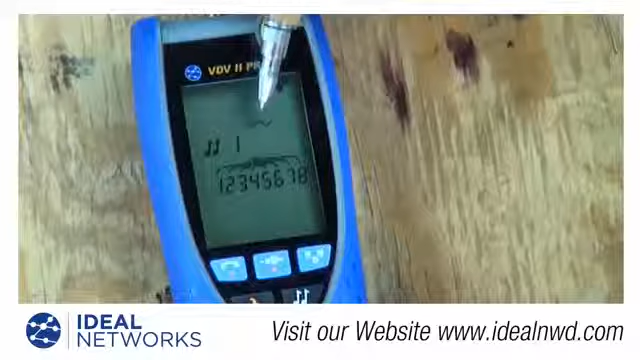 VDV II PR
1
12345678
IDEAL
NETWORKS
Visit our Website www.idealnwd.com